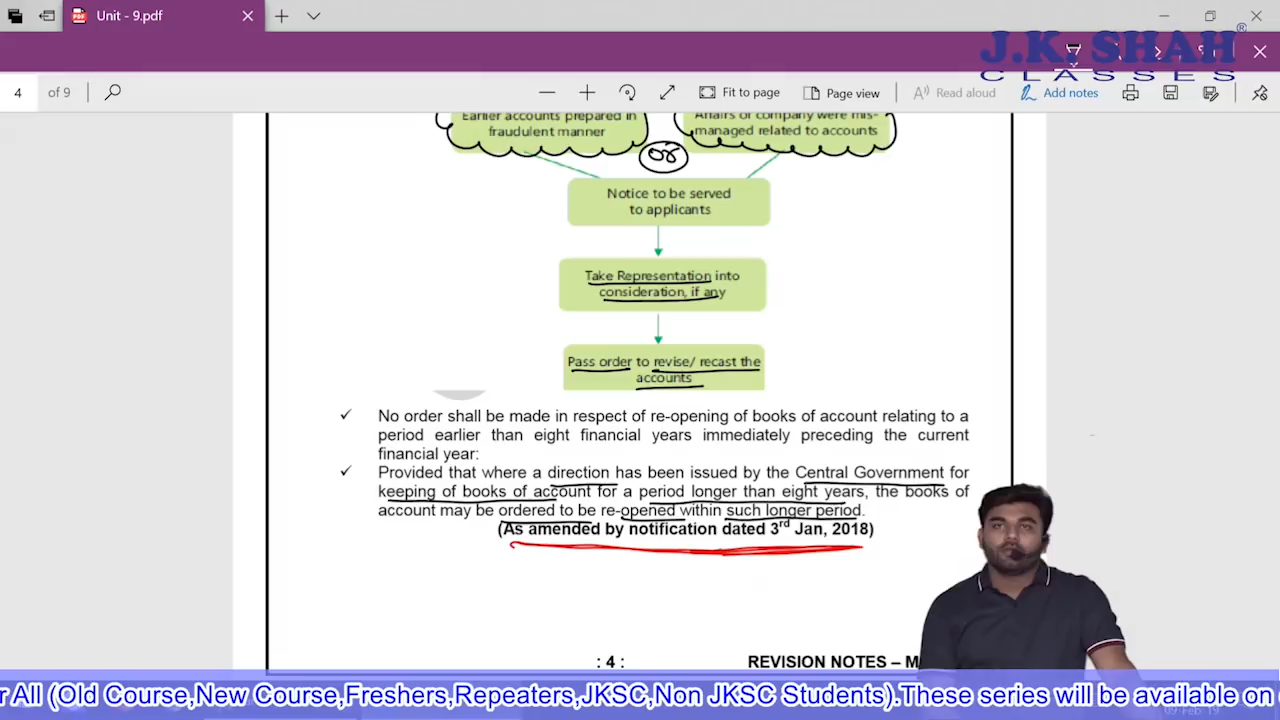 Unit - 9.pdf
J.K. SHAH®
CLASSES
4 of 9
Fit to page
Page view
Read aloud
Add notes
Earlier accounts prepared in
fraudulent manner
or
Affairs of company were mis-
managed related to accounts
Notice to be served
to applicants
Take Representation into
consideration, if any
Pass order to revise/ recast the
accounts
✓ No order shall be made in respect of re-opening of books of account relating to a
period earlier than eight financial years immediately preceding the current
financial year:
✓ Provided that where a direction has been issued by the Central Government for
keeping of books of account for a period longer than eight years, the books of
account may be ordered to be re-opened within such longer period.
(As amended by notification dated 3rd Jan, 2018)
: 4 :
REVISION NOTES – M
r All (Old Course,New Course,Freshers,Repeaters,JKSC,Non JKSC Students).These series will be available on
09-Feb-19